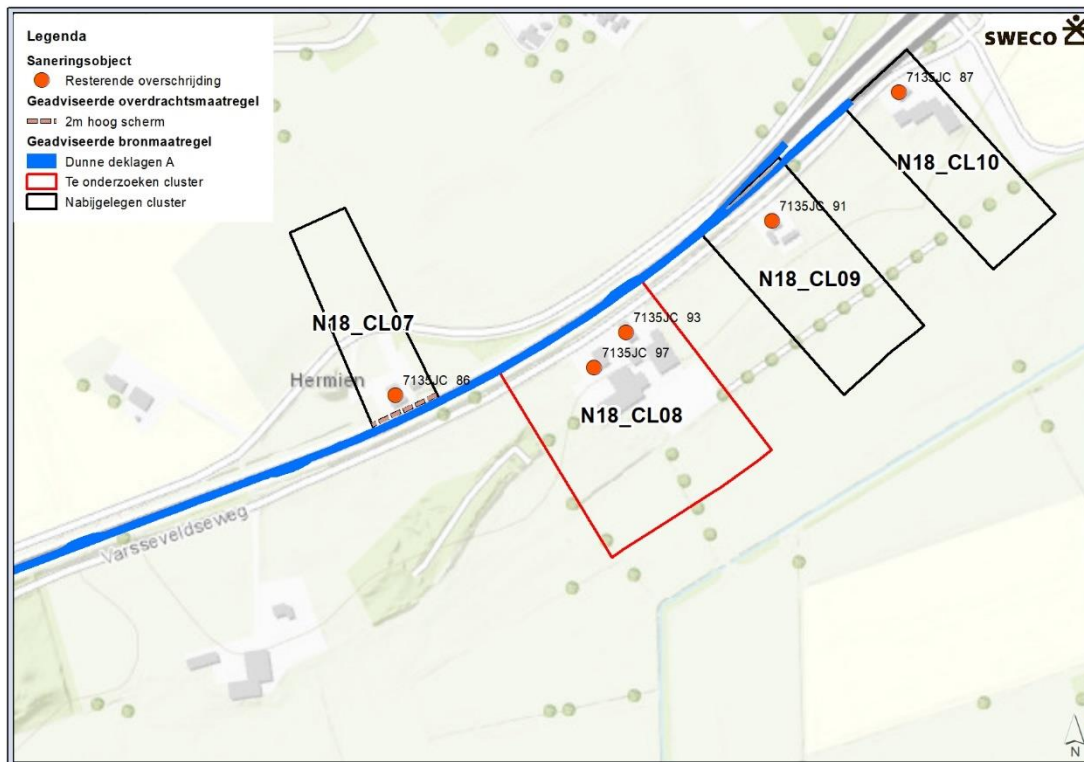 Legenda
Saneringsobject
Resterende overschrijding
Geadviseerde overdrachtsmaatregel
2m hoog scherm
Geadviseerde bronmaatregel
Dunne deklagen A
Te onderzoeken cluster
Nabijgelegen cluster
SWECO
7135JC 87
N18_CL10
7135JC 91
N18_CL09
N18_CL07
7135JC 93
7135JC 97
Hermien
7135JC 86
N18_CL08
Varsseveldseweg
N